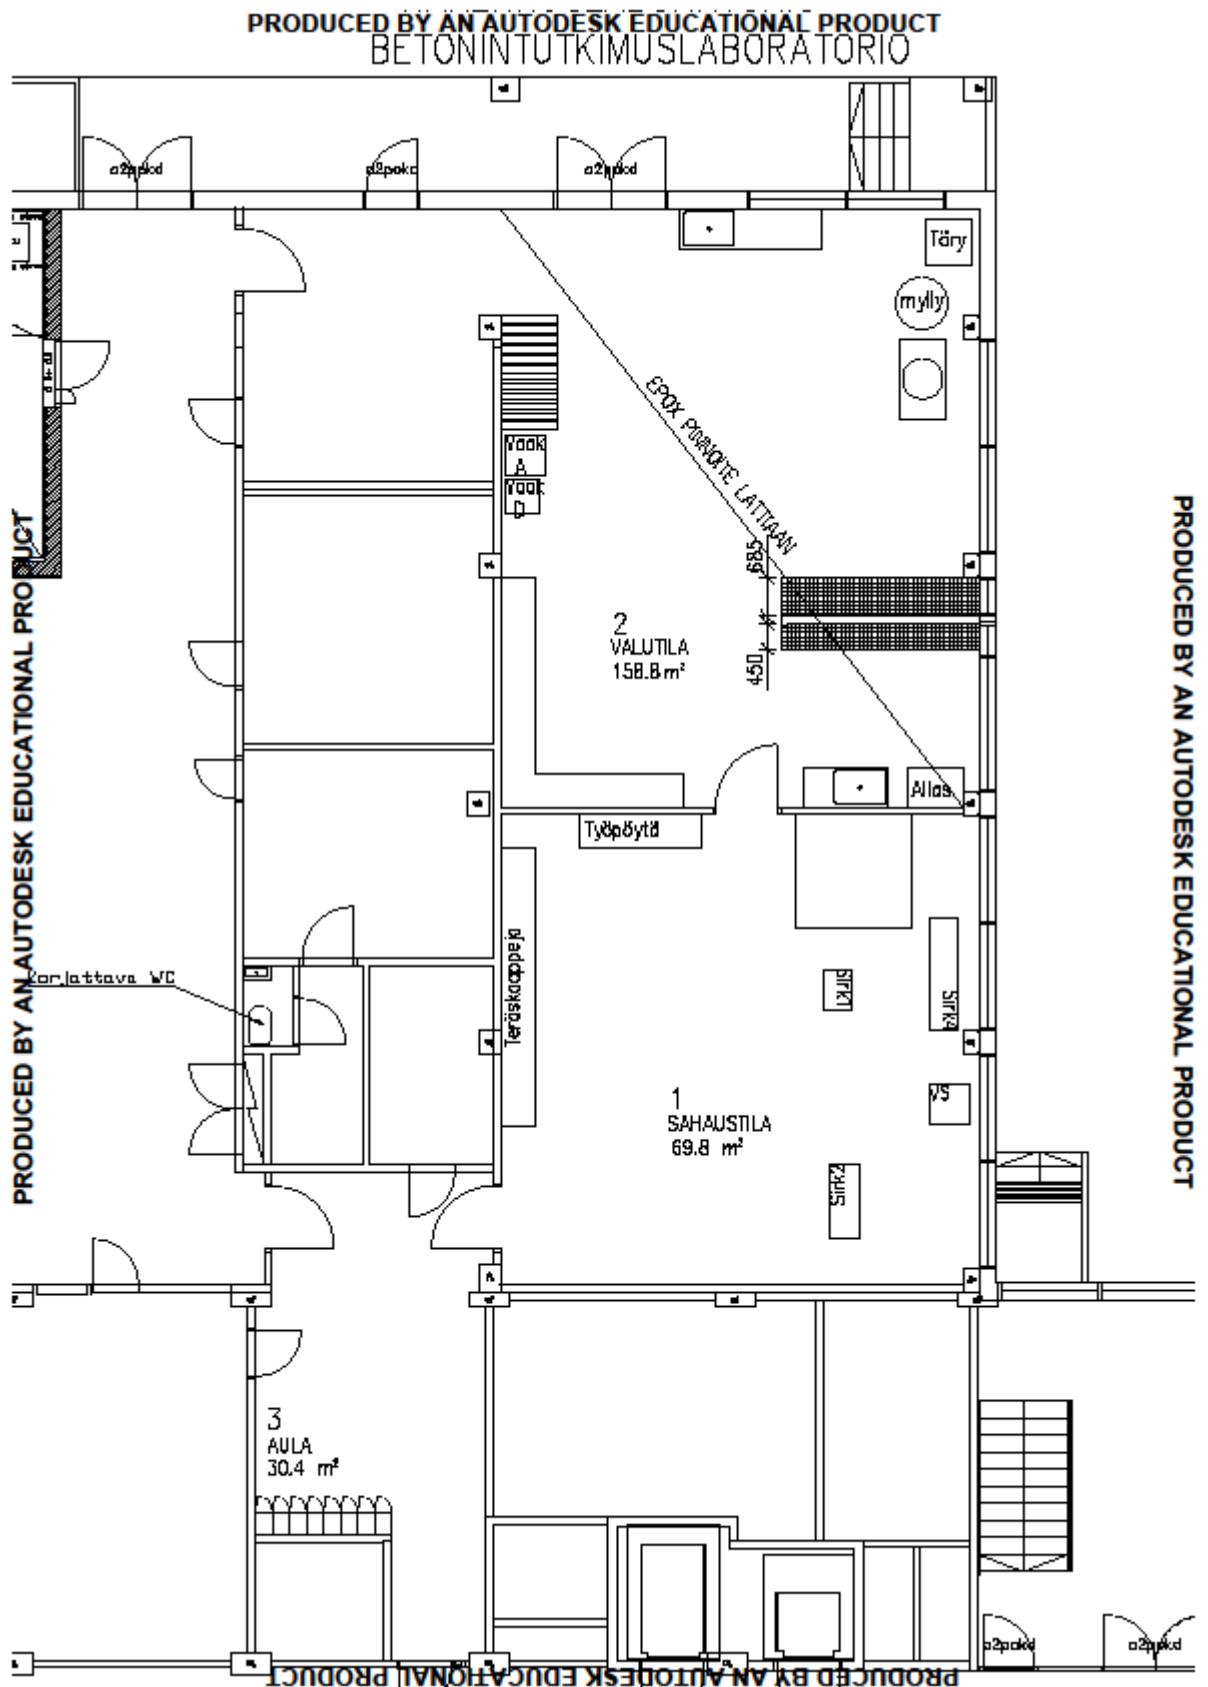 PRODUCED BY AN AUTODESK EDUCATIONAL PRODUCT
BETONINTUTKIMUSLABORATORIO
a2ppkd
a2pokd
a2ppkd
Täry
mylly
EPOX PINNOITE LATTIAAN
Vaak
A
Vaak
D
685
450
2
VALUTILA
158.8 m²
Allas
Työpöytä
Teräskaappeja
Sirk1
Sirk4
VS
Sirk2
1
SAHAUSTILA
69.8 m²
Korjattava WC
3
AULA
30.4 m²
a2pokd
a2ppkd
PRODUCED BY AN AUTODESK EDUCATIONAL PRODUCT
PRODUCED BY AN AUTODESK EDUCATIONAL PRODUCT
PRODUCED BY AN AUTODESK EDUCATIONAL PRODUCT